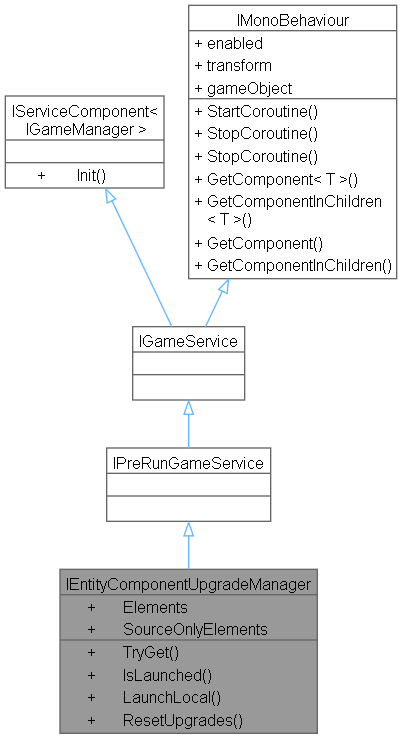 IMonoBehaviour
+ enabled
+ transform
+ gameObject
+ StartCoroutine()
+ StopCoroutine()
+ StopCoroutine()
+ GetComponent< T >()
+ GetComponentInChildren
< T >()
+ GetComponent()
+ GetComponentInChildren()
IServiceComponent<
IGameManager >
+ Init()
IGameService
IPreRunGameService
IEntityComponentUpgradeManager
+ Elements
+ SourceOnlyElements
+ TryGet()
+ IsLaunched()
+ LaunchLocal()
+ ResetUpgrades()